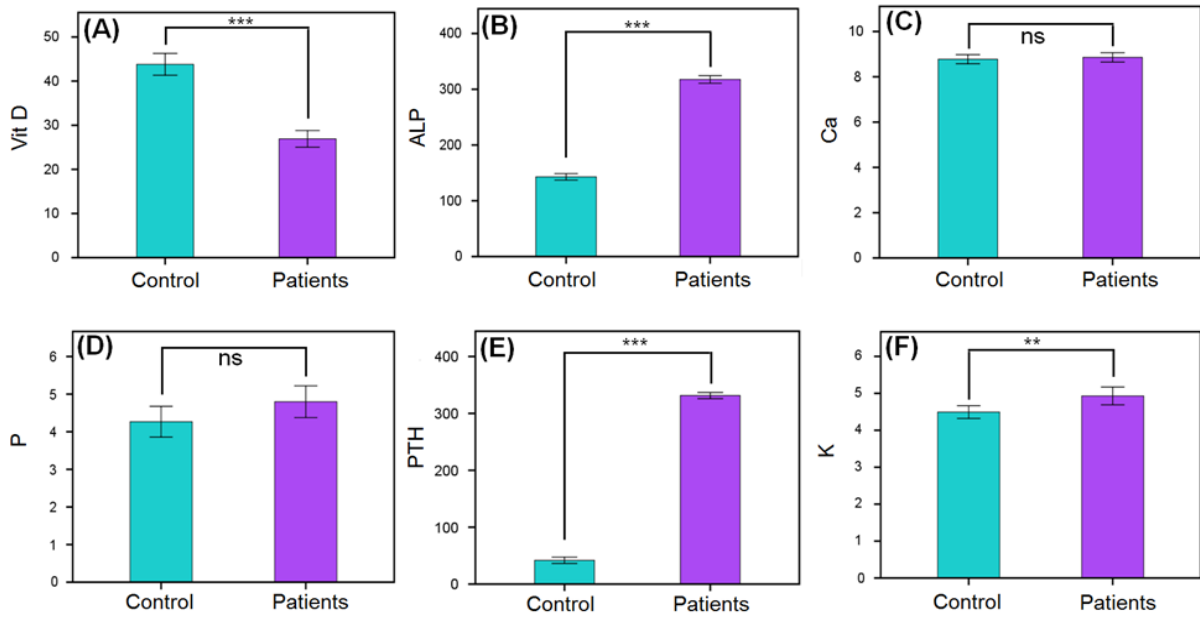 (A)
***
50
40
30
20
10
0
Vit D
Control Patients
(B)
***
400
300
200
100
0
ALP
Control Patients
(C)
ns
10
8
6
4
2
0
Ca
Control Patients
(D)
ns
6
5
4
3
2
1
0
P
Control Patients
(E)
***
400
300
200
100
0
PTH
Control Patients
(F)
**
6
5
4
3
2
1
0
K
Control Patients